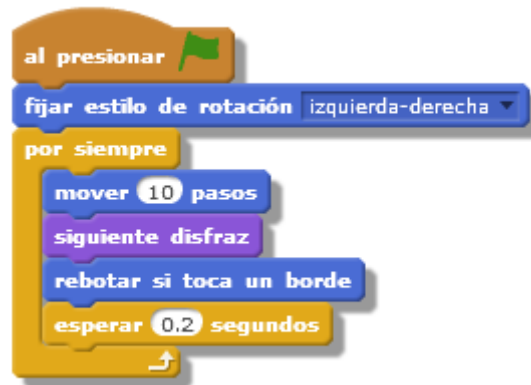 al presionar
fijar estilo de rotación izquierda-derecha
por siempre
mover 10 pasos
siguiente disfraz
rebotar si toca un borde
esperar 0.2 segundos